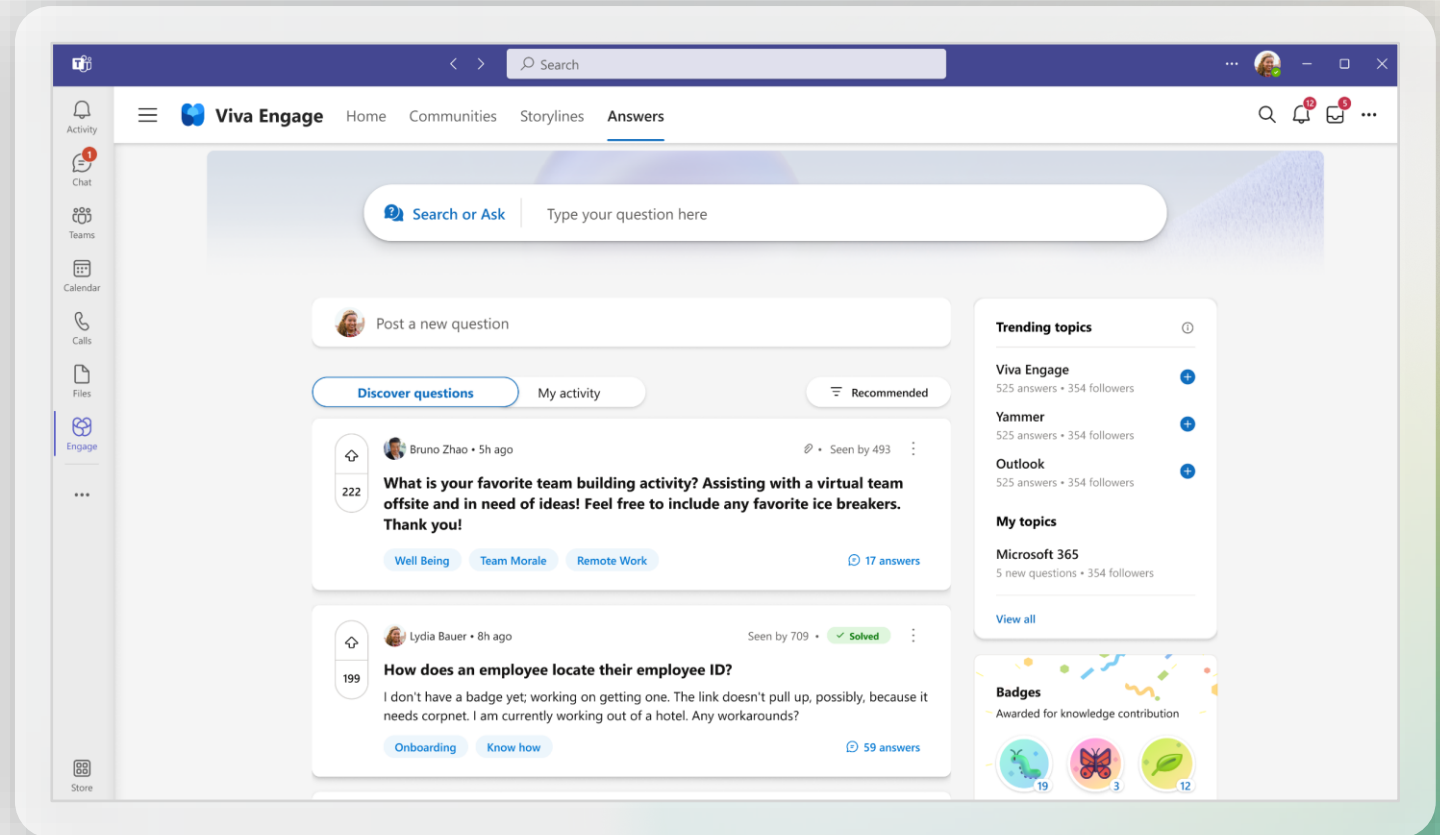 Search
Activity
1
Chat
Teams
Calendar
Calls
Files
Engage
Store
Viva Engage
Home
Communities
Storylines
Answers
12
5
Search or Ask
Type your question here
Post a new question
Discover questions
My activity
Recommended
222
Bruno Zhao • 5h ago
Seen by 493
What is your favorite team building activity? Assisting with a virtual team
offsite and in need of ideas! Feel free to include any favorite ice breakers.
Thank you!
Well Being
Team Morale
Remote Work
17 answers
199
Lydia Bauer • 8h ago
Seen by 709 •
Solved
How does an employee locate their employee ID?
I don't have a badge yet; working on getting one. The link doesn't pull up, possibly, because it
needs corpnet. I am currently working out of a hotel. Any workarounds?
Onboarding
Know how
59 answers
Trending topics
Viva Engage
525 answers • 354 followers
Yammer
525 answers • 354 followers
Outlook
525 answers • 354 followers
My topics
Microsoft 365
5 new questions • 354 followers
View all
Badges
Awarded for knowledge contribution
19
3
12